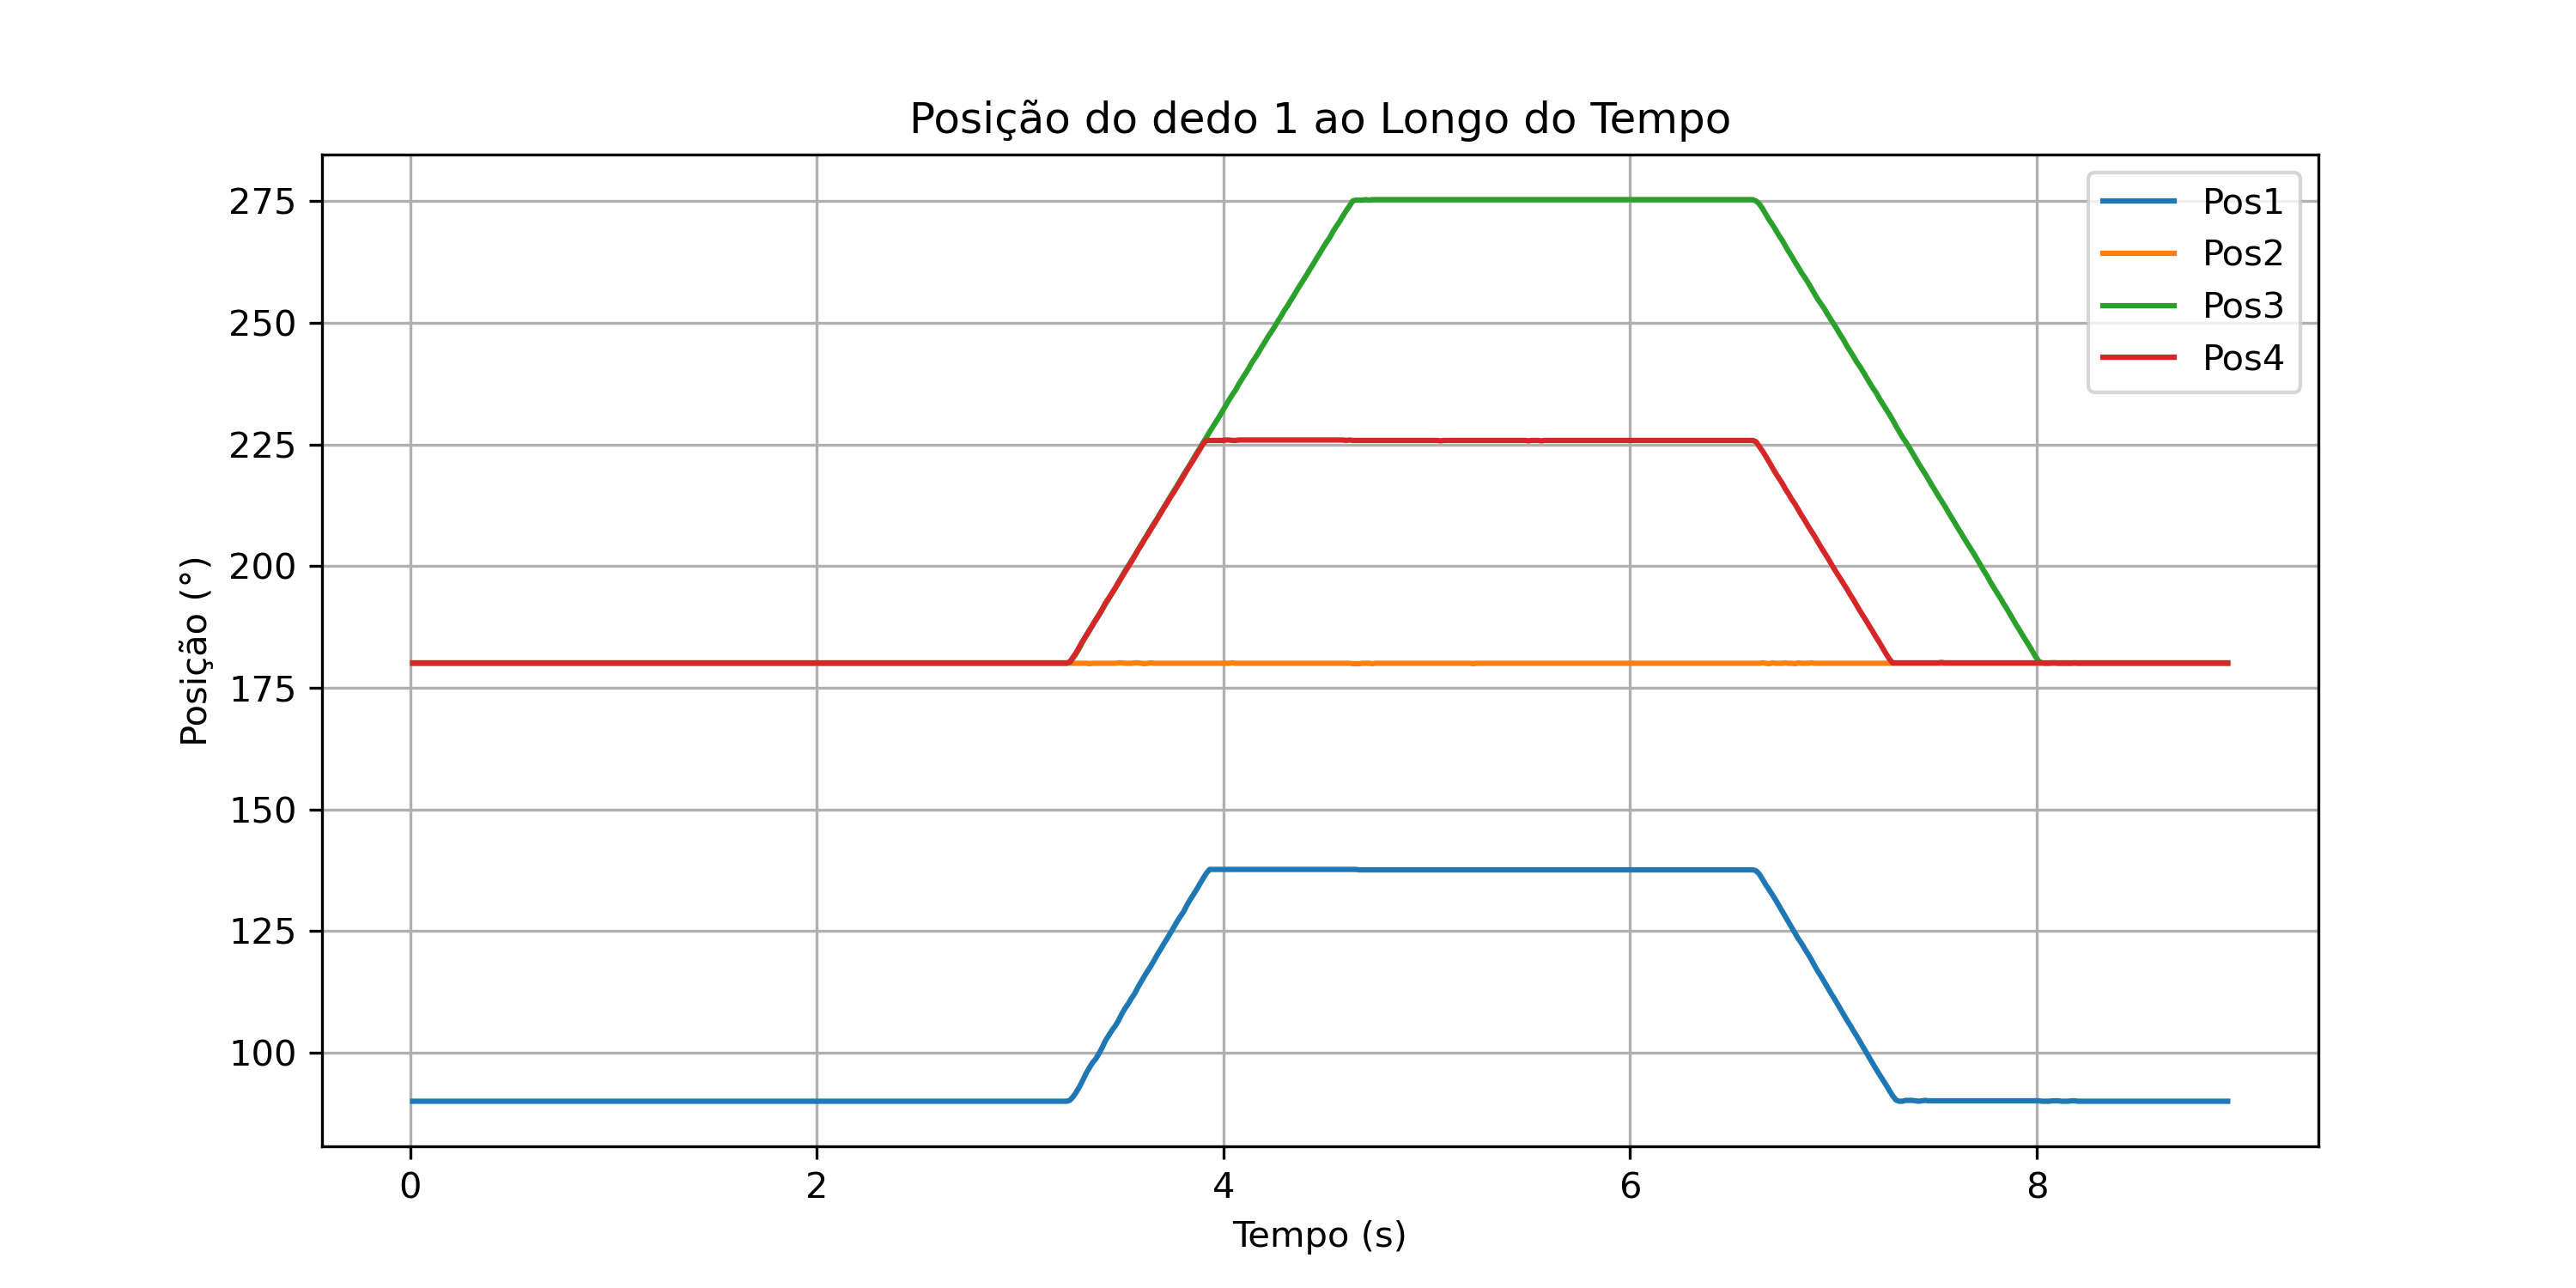 Posição do dedo 1 ao Longo do Tempo
Pos1
Pos2
Pos3
Pos4
Posição (°)
275
250
225
200
175
150
125
100
0 2 4 6 8
Tempo (s)